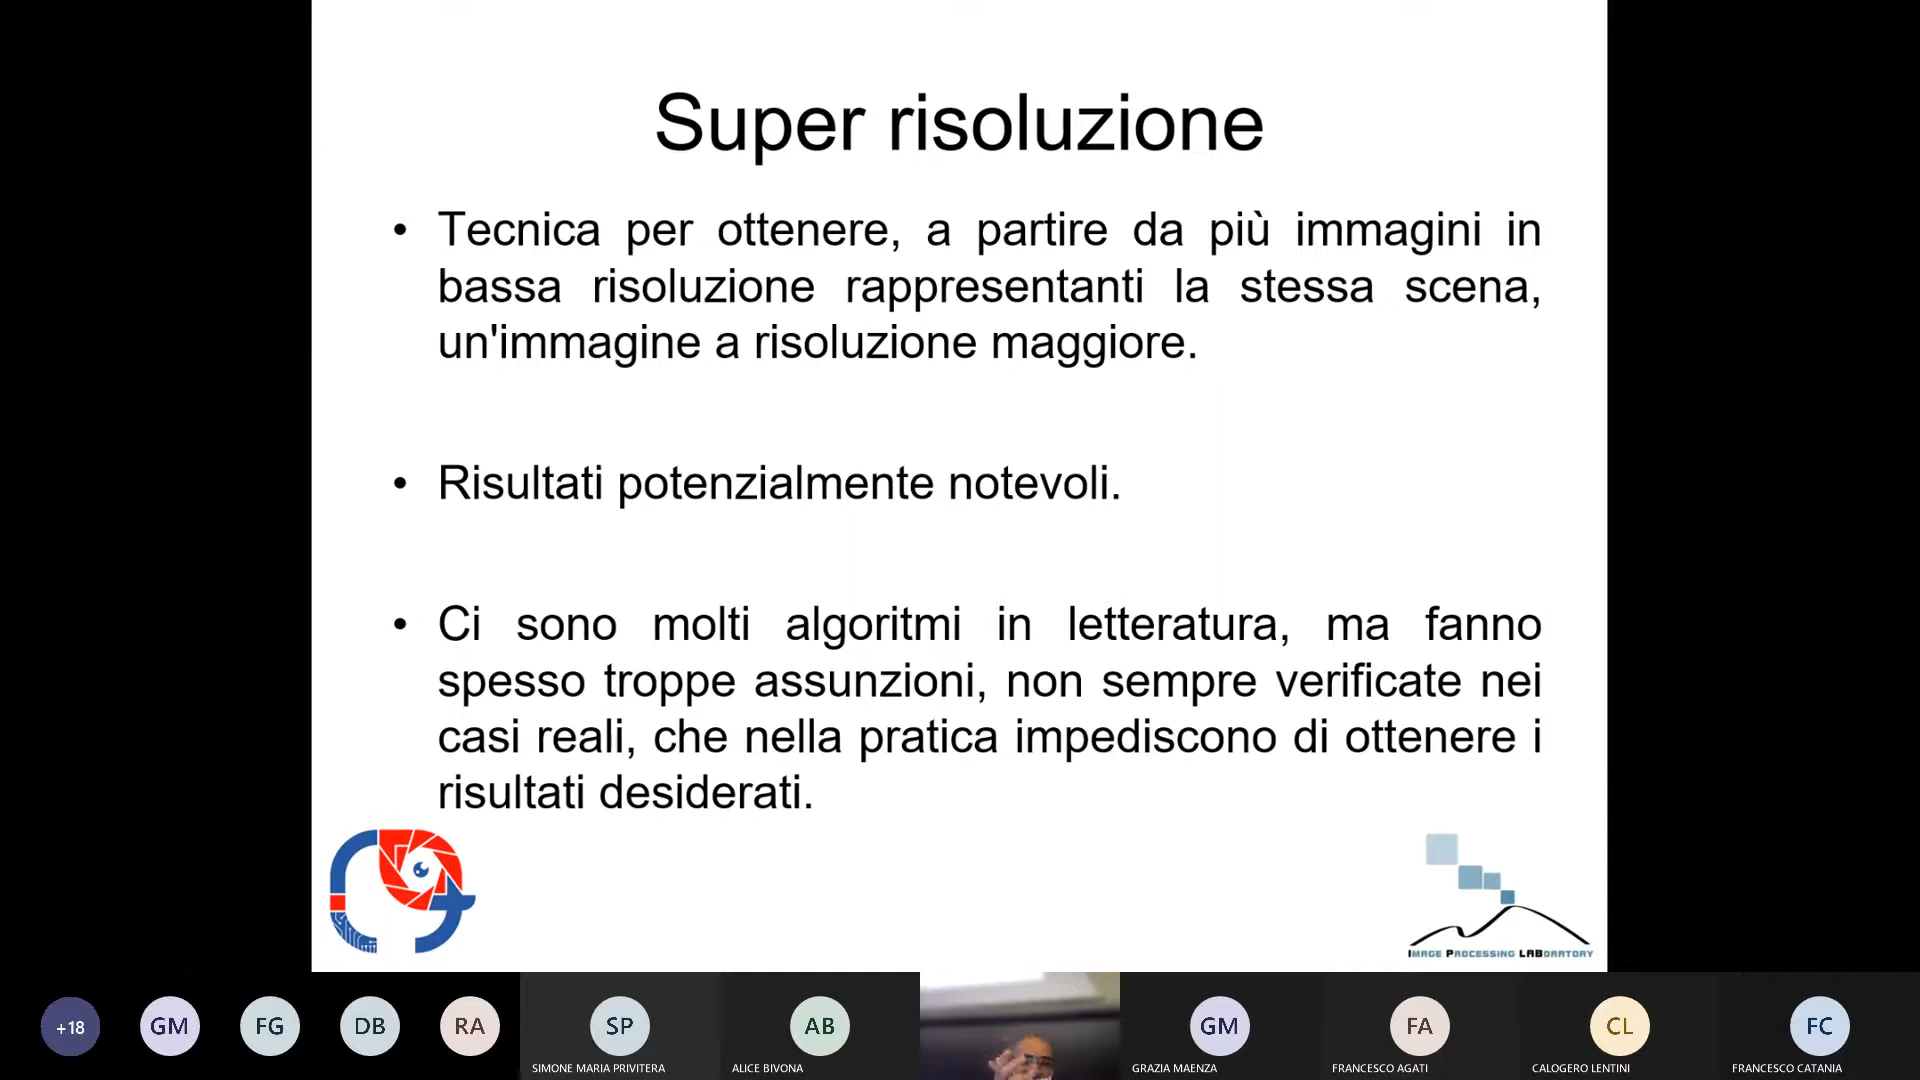 Super risoluzione
• Tecnica per ottenere, a partire da più immagini in
bassa risoluzione rappresentanti la stessa scena,
un'immagine a risoluzione maggiore.
• Risultati potenzialmente notevoli.
• Ci sono molti algoritmi in letteratura, ma fanno
spesso troppe assunzioni, non sempre verificate nei
casi reali, che nella pratica impediscono di ottenere i
risultati desiderati.
IMAGE PROCESSING LABORATORY
+18
GM
FG
DB
RA
SP
SIMONE MARIA PRIVITERA
AB
ALICE BIVONA
GM
GRAZIA MAENZA
FA
FRANCESCO AGATI
CL
CALOGERO LENTINI
FC
FRANCESCO CATANIA